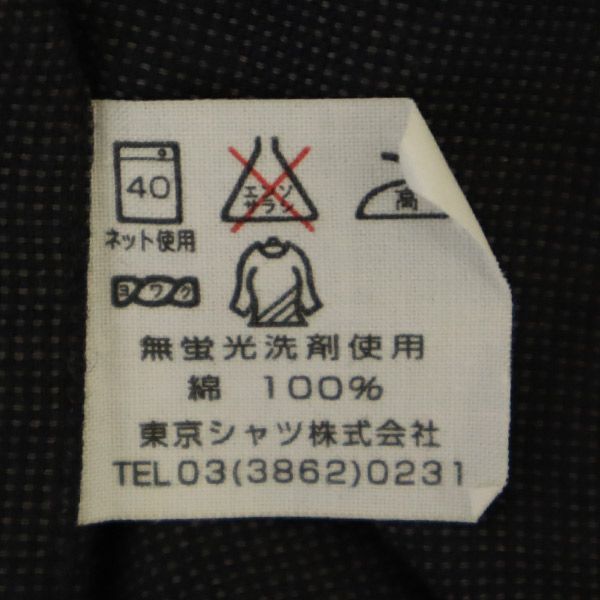 40
エンソ
サラシ
高
ネット使用
ヨワク
無蛍光洗剤使用
綿 100%
東京シャツ株式会社
TEL03(3862)0231